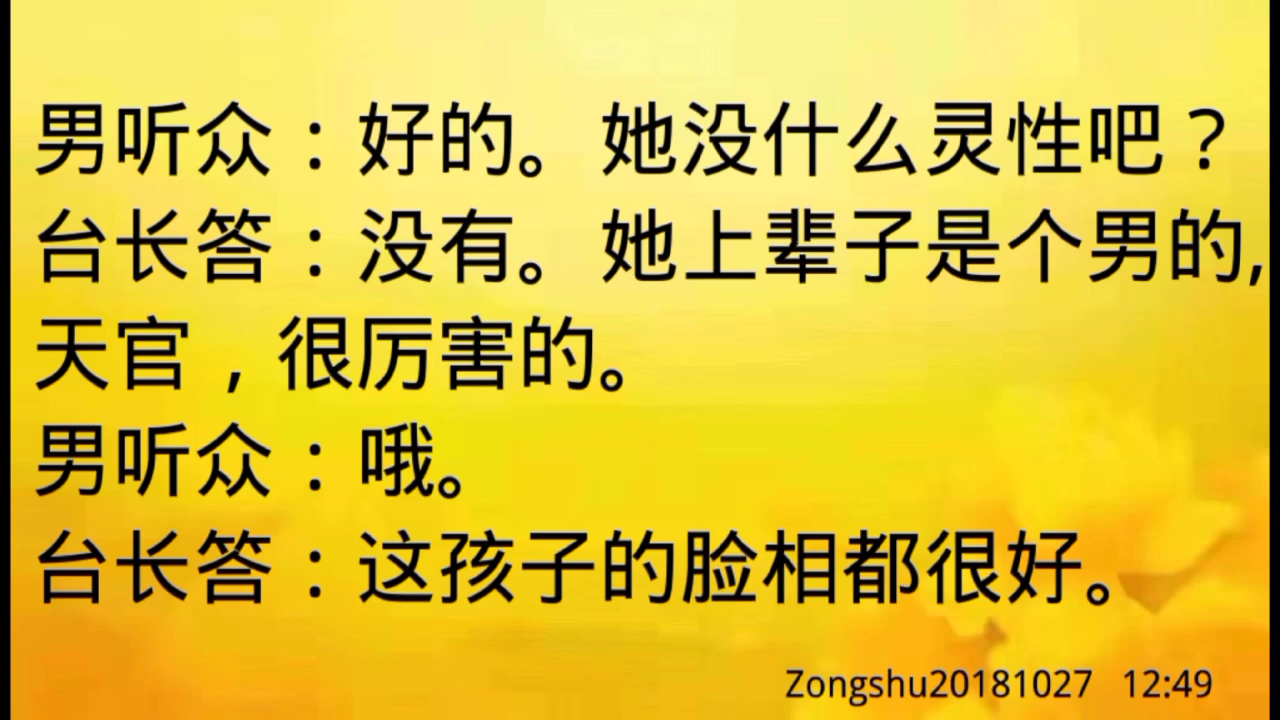 男听众：好的。她没什么灵性吧？
台长答：没有。她上辈子是个男的,
天官，很厉害的。
男听众：哦。
台长答：这孩子的脸相都很好。
Zongshu20181027 12:49